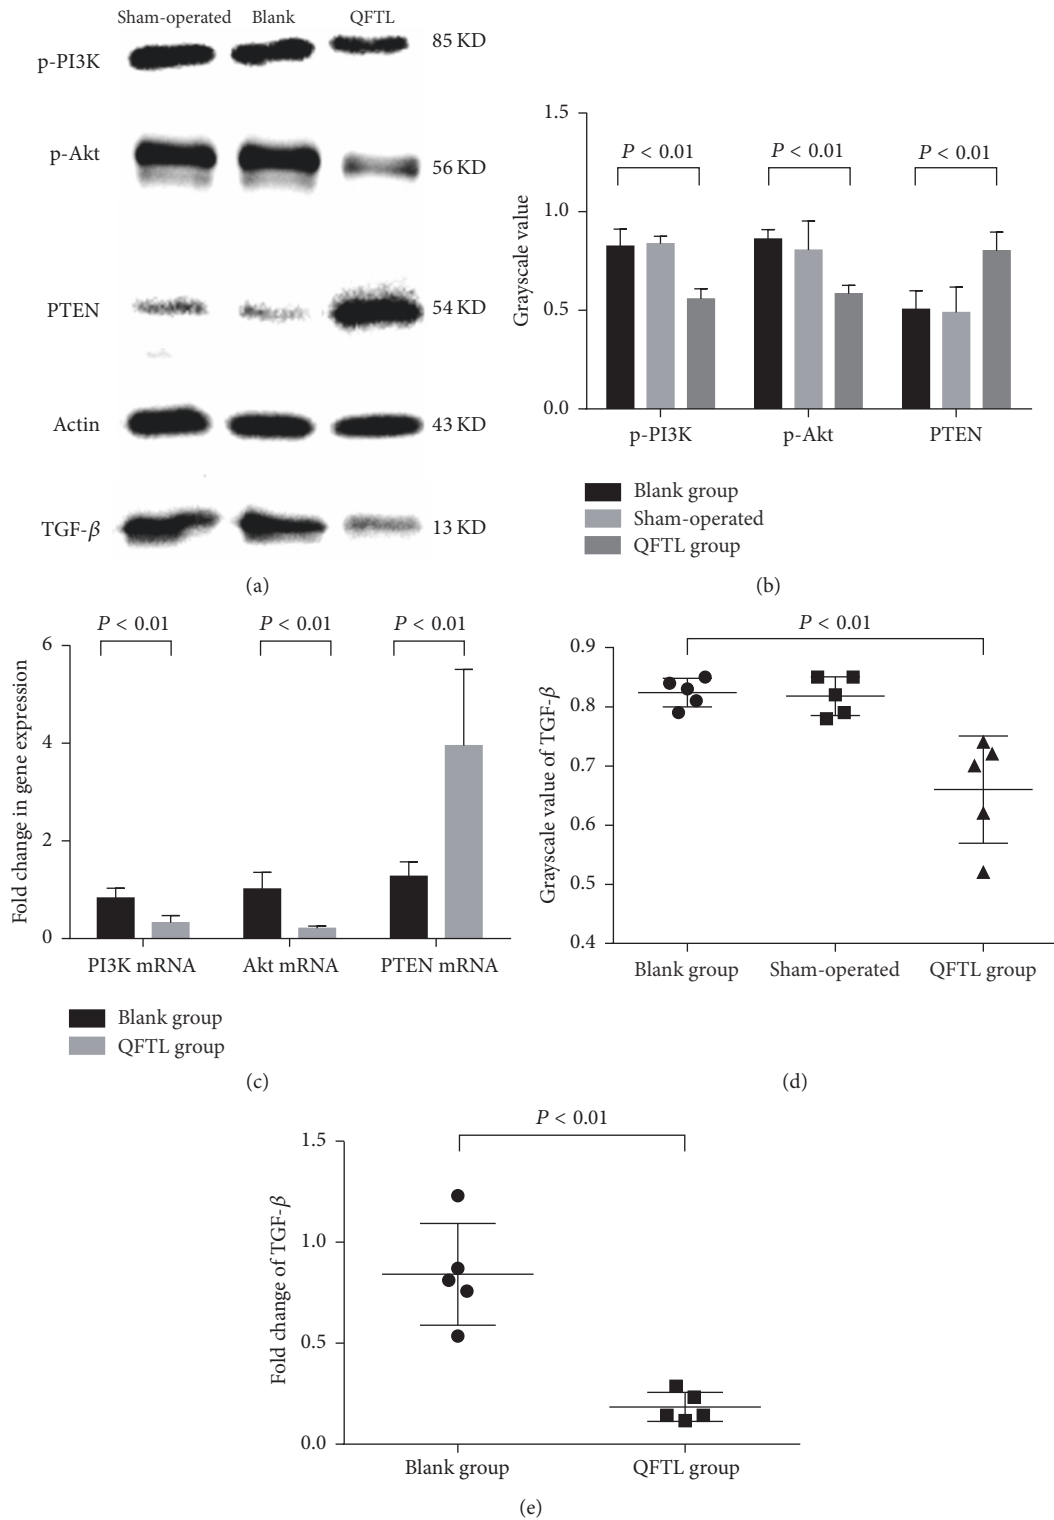 Sham-operated Blank QFTL
p-PI3K 85 KD
p-Akt 56 KD
PTEN 54 KD
Actin 43 KD
TGF-β 13 KD
(a)
Grayscale value
1.5
1.0
0.5
0.0
P < 0.01 P < 0.01 P < 0.01
p-PI3K p-Akt PTEN
Blank group
Sham-operated
QFTL group
(b)
Fold change in gene expression
6
4
2
0
P < 0.01 P < 0.01 P < 0.01
PI3K mRNA Akt mRNA PTEN mRNA
Blank group
QFTL group
(c)
Grayscale value of TGF-β
0.9
0.8
0.7
0.6
0.5
0.4
P < 0.01
Blank group Sham-operated QFTL group
(d)
Fold change of TGF-β
1.5
1.0
0.5
0.0
P < 0.01
Blank group QFTL group
(e)